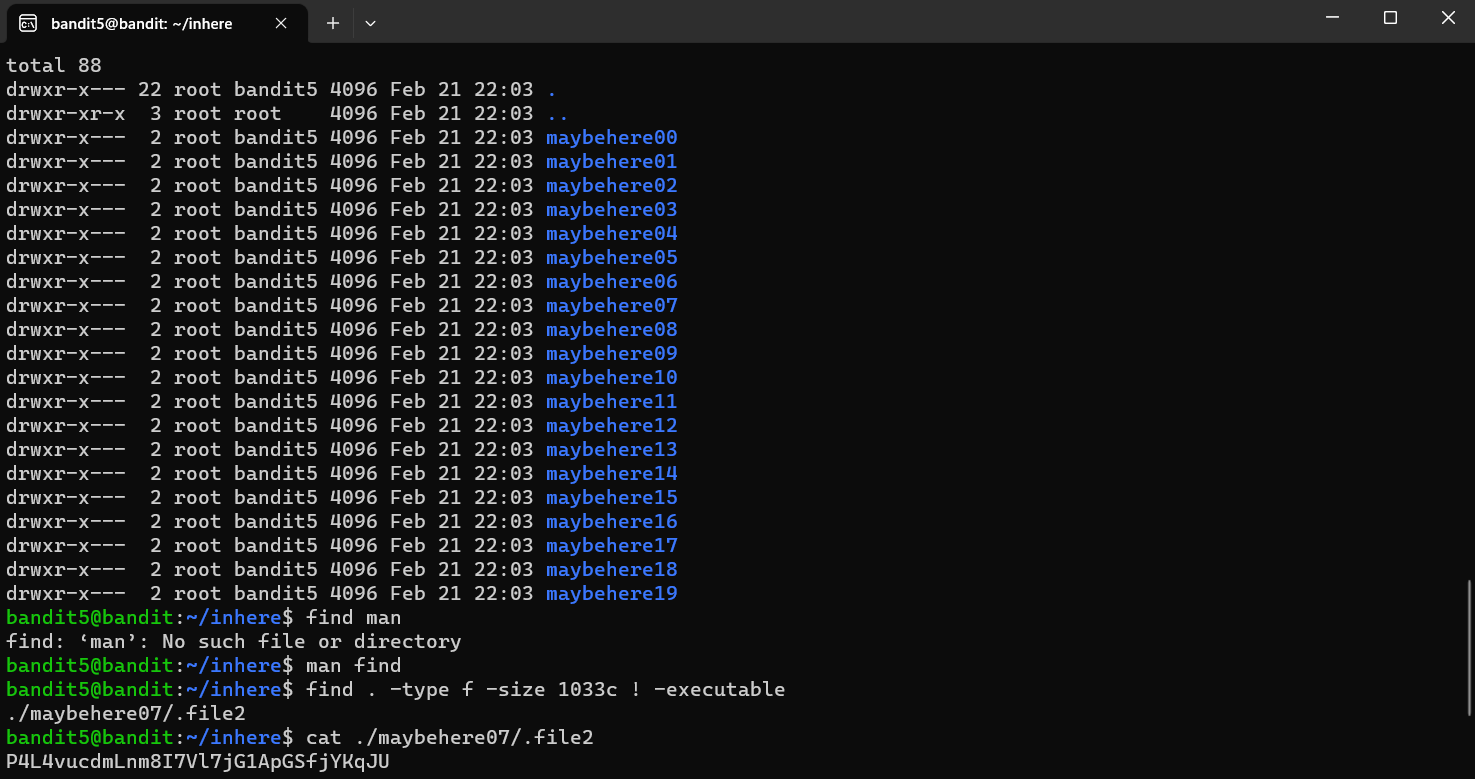 bandit5@bandit: ~/inhere
total 88
drwxr-x--- 22 root bandit5 4096 Feb 21 22:03 .
drwxr-xr-x  3 root root    4096 Feb 21 22:03 ..
drwxr-x---  2 root bandit5 4096 Feb 21 22:03 maybehere00
drwxr-x---  2 root bandit5 4096 Feb 21 22:03 maybehere01
drwxr-x---  2 root bandit5 4096 Feb 21 22:03 maybehere02
drwxr-x---  2 root bandit5 4096 Feb 21 22:03 maybehere03
drwxr-x---  2 root bandit5 4096 Feb 21 22:03 maybehere04
drwxr-x---  2 root bandit5 4096 Feb 21 22:03 maybehere05
drwxr-x---  2 root bandit5 4096 Feb 21 22:03 maybehere06
drwxr-x---  2 root bandit5 4096 Feb 21 22:03 maybehere07
drwxr-x---  2 root bandit5 4096 Feb 21 22:03 maybehere08
drwxr-x---  2 root bandit5 4096 Feb 21 22:03 maybehere09
drwxr-x---  2 root bandit5 4096 Feb 21 22:03 maybehere10
drwxr-x---  2 root bandit5 4096 Feb 21 22:03 maybehere11
drwxr-x---  2 root bandit5 4096 Feb 21 22:03 maybehere12
drwxr-x---  2 root bandit5 4096 Feb 21 22:03 maybehere13
drwxr-x---  2 root bandit5 4096 Feb 21 22:03 maybehere14
drwxr-x---  2 root bandit5 4096 Feb 21 22:03 maybehere15
drwxr-x---  2 root bandit5 4096 Feb 21 22:03 maybehere16
drwxr-x---  2 root bandit5 4096 Feb 21 22:03 maybehere17
drwxr-x---  2 root bandit5 4096 Feb 21 22:03 maybehere18
drwxr-x---  2 root bandit5 4096 Feb 21 22:03 maybehere19
bandit5@bandit:~/inhere$ find man
find: ‘man’: No such file or directory
bandit5@bandit:~/inhere$ man find
bandit5@bandit:~/inhere$ find . -type f -size 1033c ! -executable
./maybehere07/.file2
bandit5@bandit:~/inhere$ cat ./maybehere07/.file2
P4L4vucdmLnm8I7Vl7jG1ApGSfjYKqJU